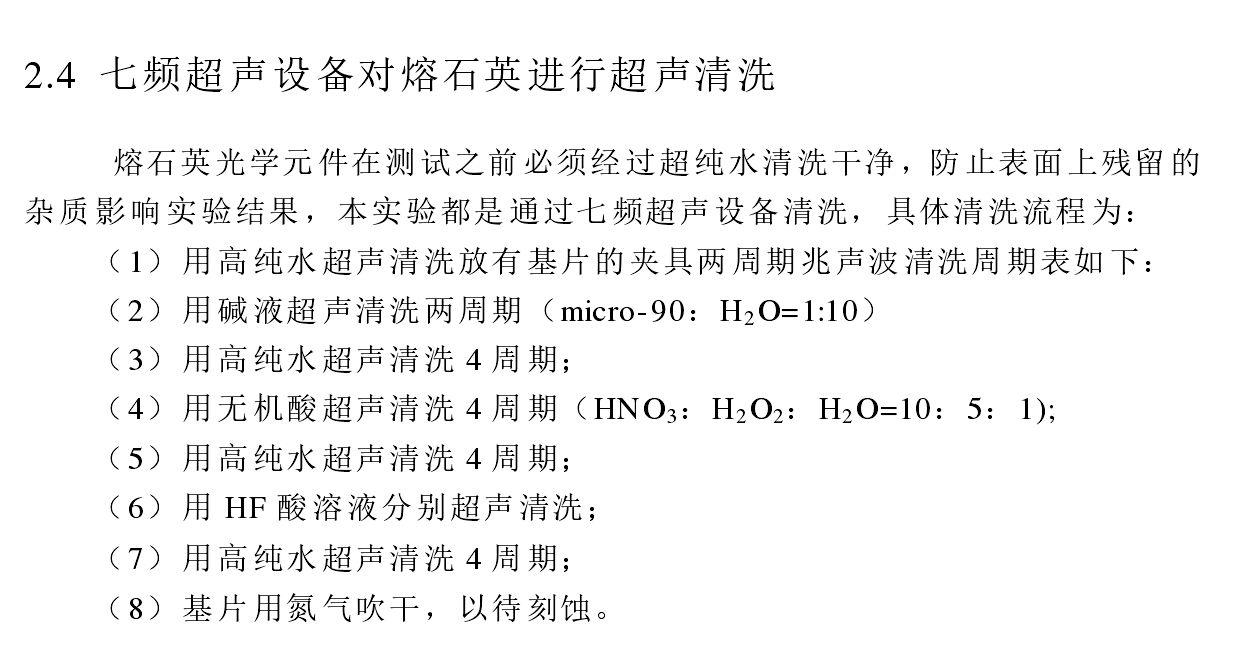 2.4 七频超声设备对熔石英进行超声清洗
熔石英光学元件在测试之前必须经过超纯水清洗干净，防止表面上残留的
杂质影响实验结果，本实验都是通过七频超声设备清洗，具体清洗流程为：
（1）用高纯水超声清洗放有基片的夹具两周期兆声波清洗周期表如下：
（2）用碱液超声清洗两周期（micro-90：H₂O=1:10）
（3）用高纯水超声清洗 4 周期；
（4）用无机酸超声清洗 4 周期（HNO₃：H₂O₂：H₂O=10：5：1);
（5）用高纯水超声清洗 4 周期；
（6）用 HF 酸溶液分别超声清洗；
（7）用高纯水超声清洗 4 周期；
（8）基片用氮气吹干，以待刻蚀。